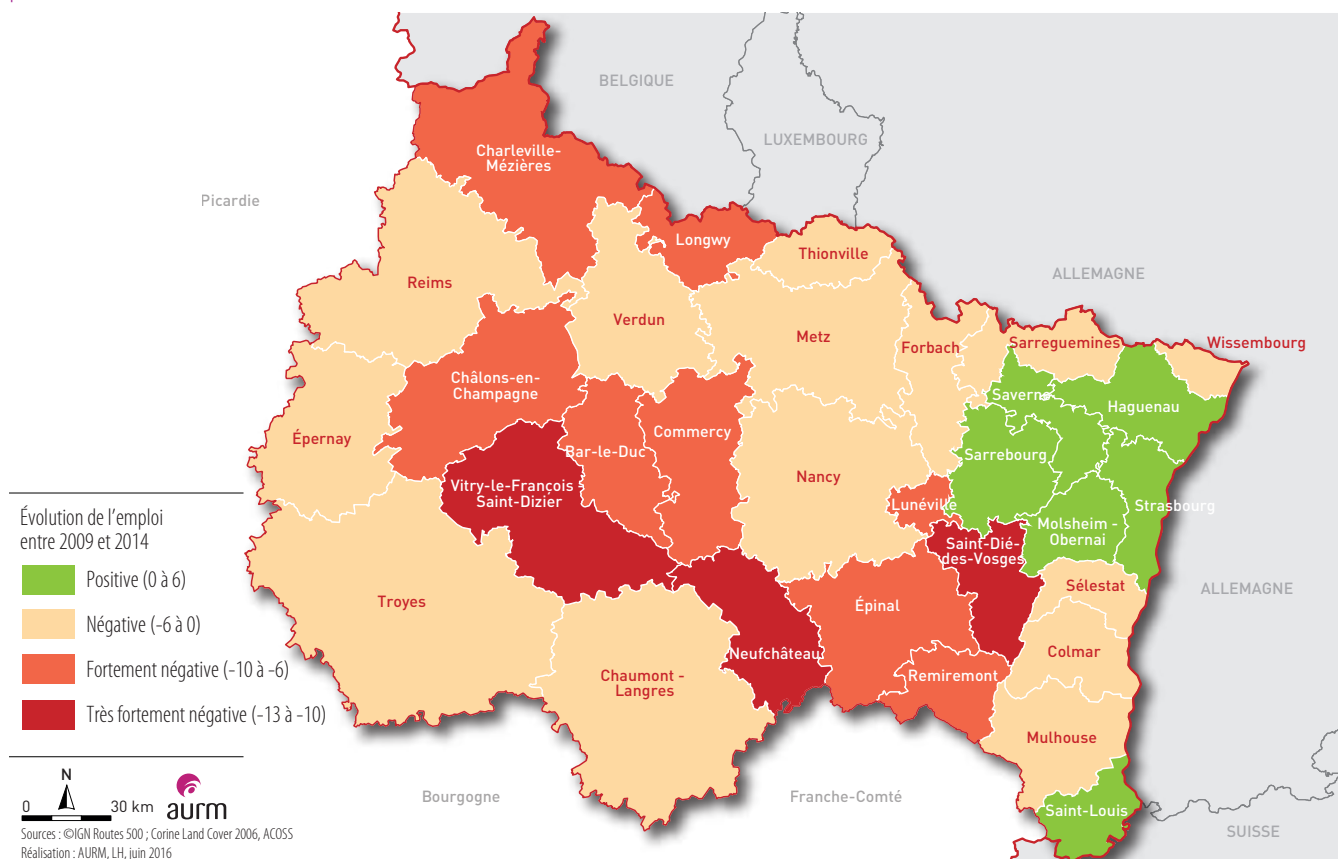 BELGIQUE
LUXEMBOURG
Charleville-
Mézières
Picardie
Longwy
Thionville
ALLEMAGNE
Reims
Verdun
Metz
Forbach
Sarreguemines
Wissembourg
Châlons-en-
Champagne
Saverne
Haguenau
Épernay
Bar-le-Duc
Commercy
Nancy
Sarrebourg
Vitry-le-François -
Saint-Dizier
Lunéville
Strasbourg
Molsheim -
Obernai
Saint-Dié-
des-Vosges
Sélestat
ALLEMAGNE
Troyes
Épinal
Colmar
Neufchâteau
Chaumont -
Langres
Remiremont
Mulhouse
Bourgogne
Franche-Comté
Saint-Louis
SUISSE
Évolution de l'emploi
entre 2009 et 2014
Positive (0 à 6)
Négative (-6 à 0)
Fortement négative (-10 à -6)
Très fortement négative (-13 à -10)
N
0 30 km
aurm
Sources : ©IGN Routes 500 ; Corine Land Cover 2006, ACOSS
Réalisation : AURM, LH, juin 2016